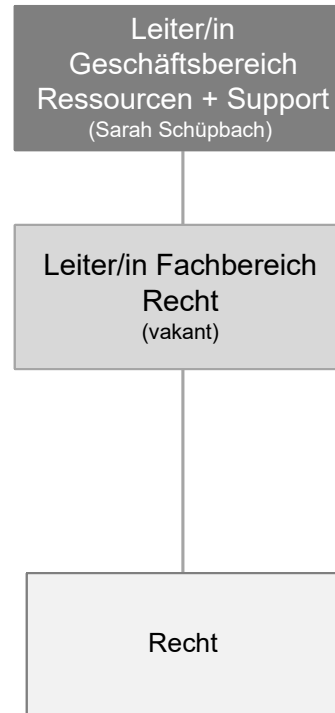 Leiter/in
Geschäftsbereich
Ressourcen + Support
(Sarah Schüpbach)
Leiter/in Fachbereich
Recht
(vakant)
Recht